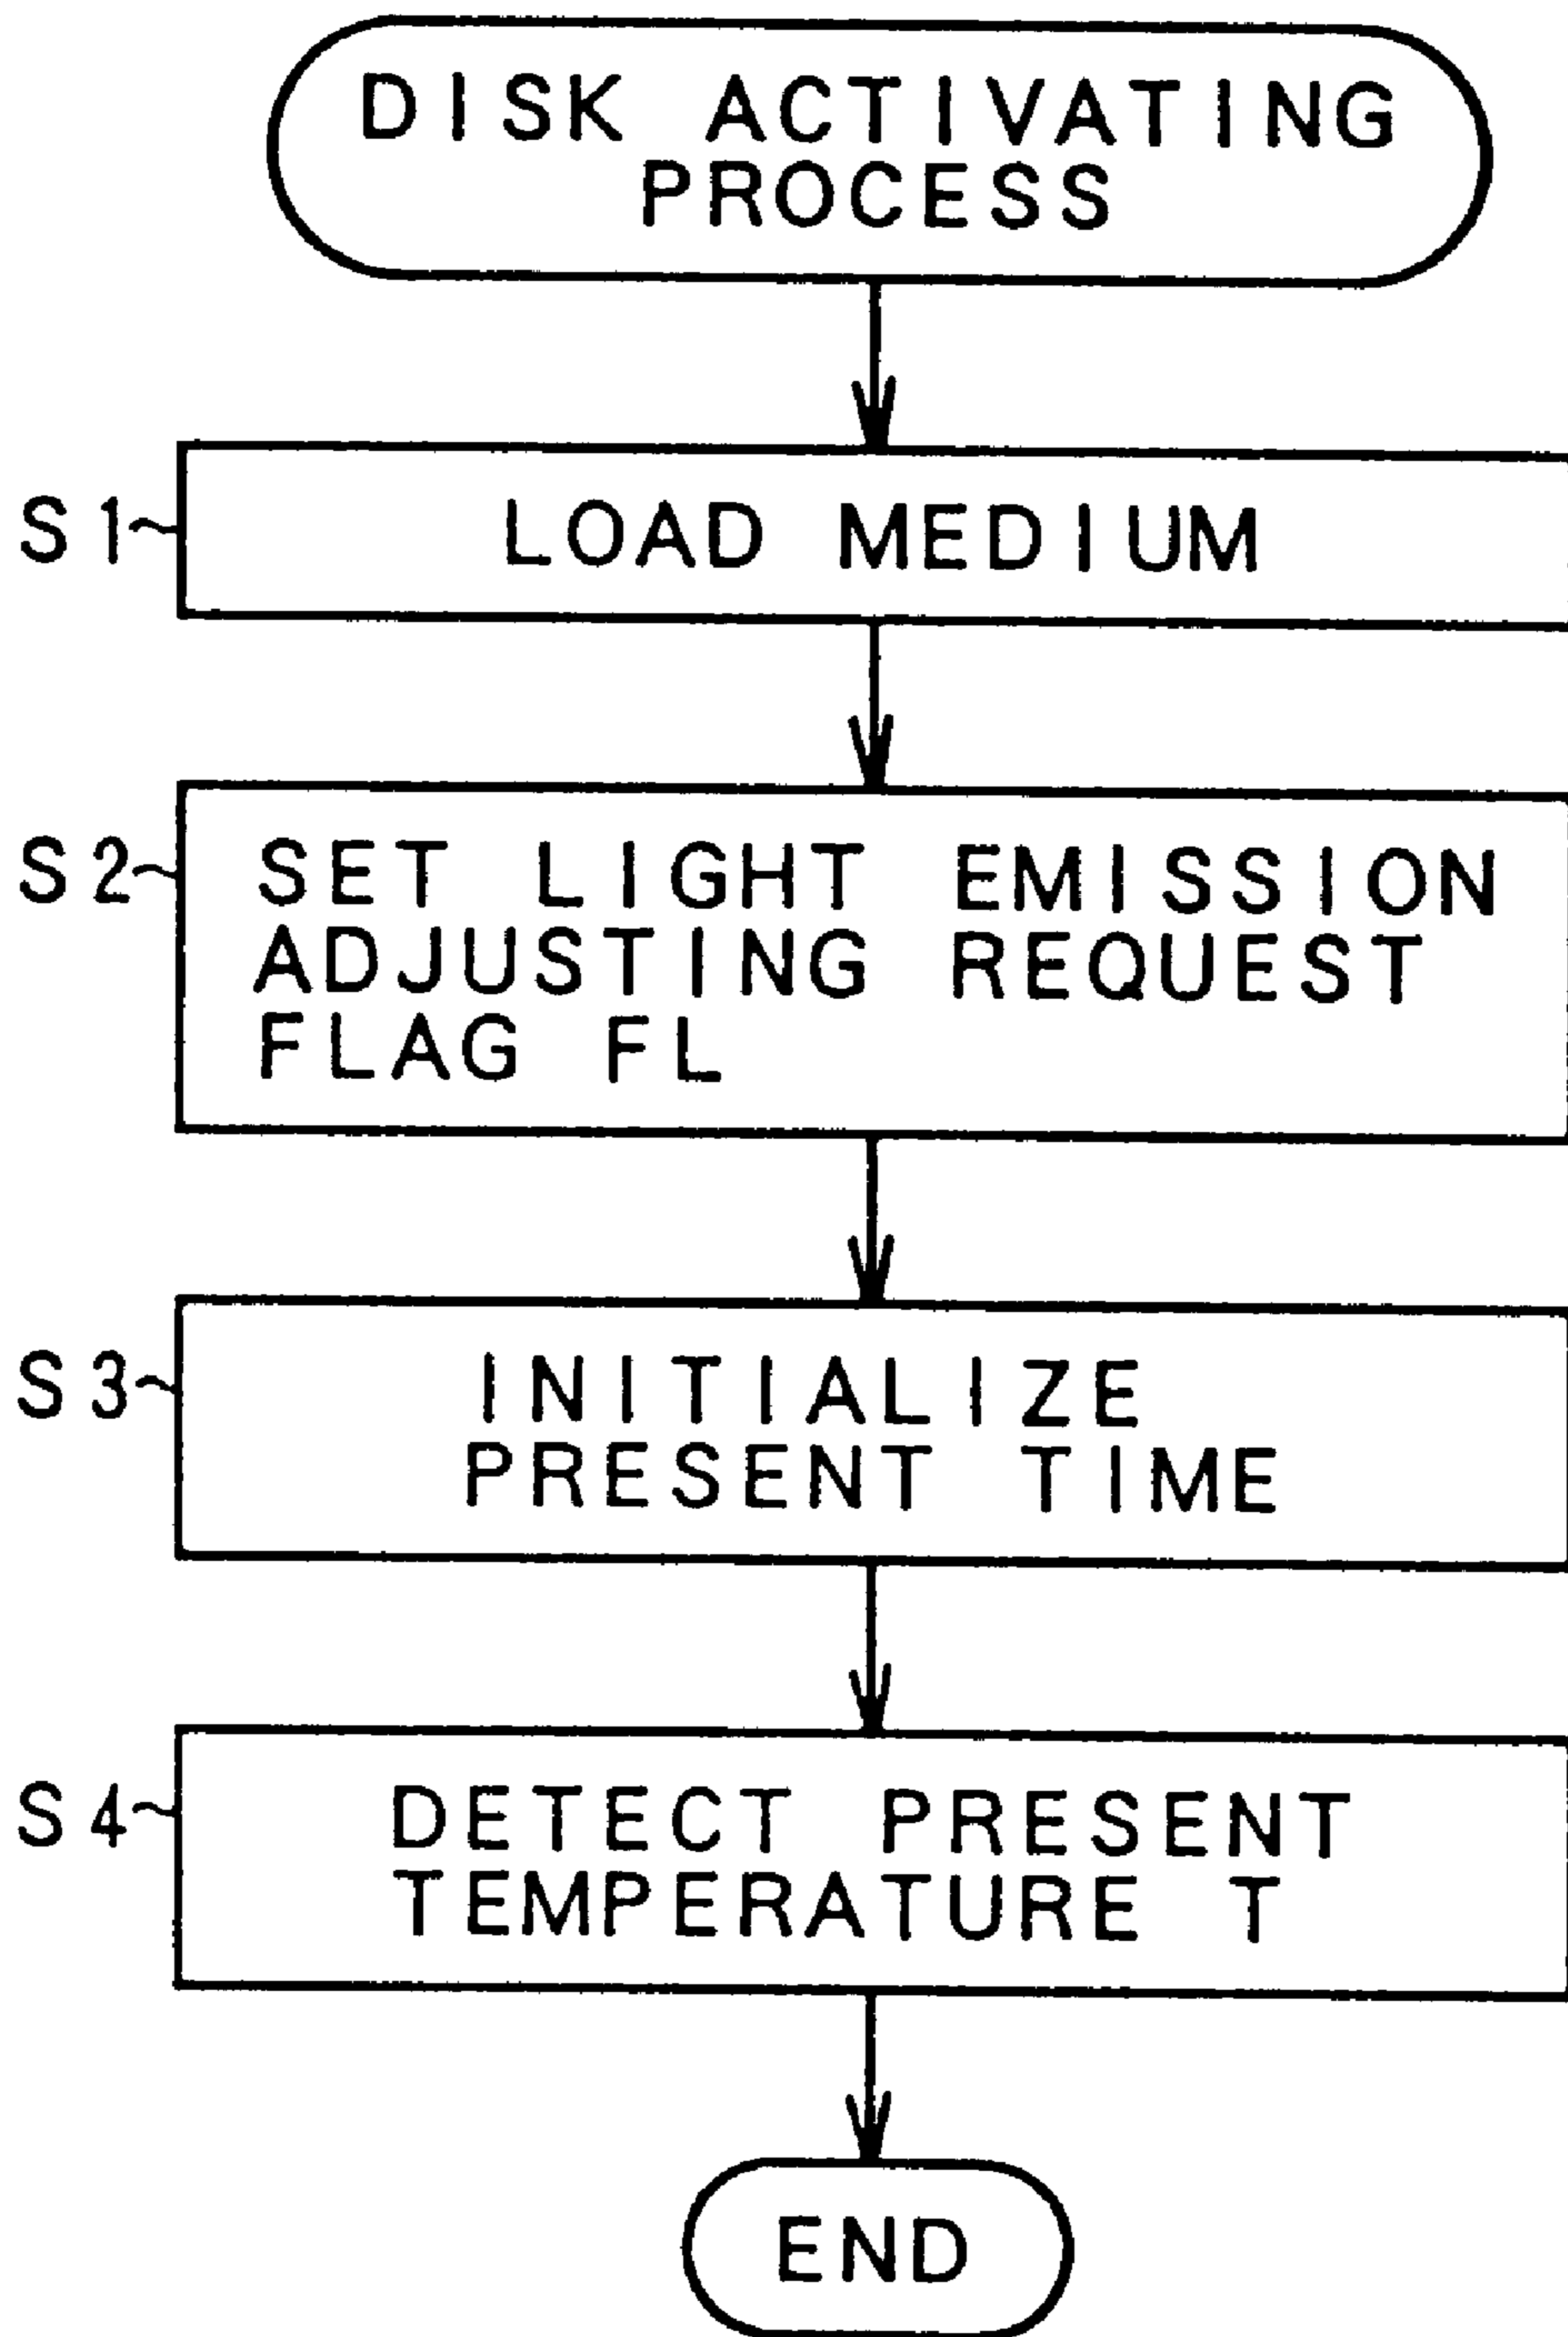 DISK ACTIVATING
PROCESS
S1
LOAD MEDIUM
S2
SET LIGHT EMISSION
ADJUSTING REQUEST
FLAG FL
S3
INITIALIZE
PRESENT TIME
S4
DETECT PRESENT
TEMPERATURE T
END